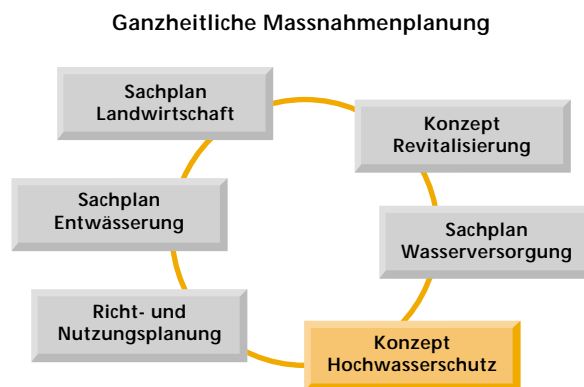 Ganzheitliche Massnahmenplanung
Sachplan
Landwirtschaft
Konzept
Revitalisierung
Sachplan
Entwässerung
Sachplan
Wasserversorgung
Richt- und
Nutzungsplanung
Konzept
Hochwasserschutz